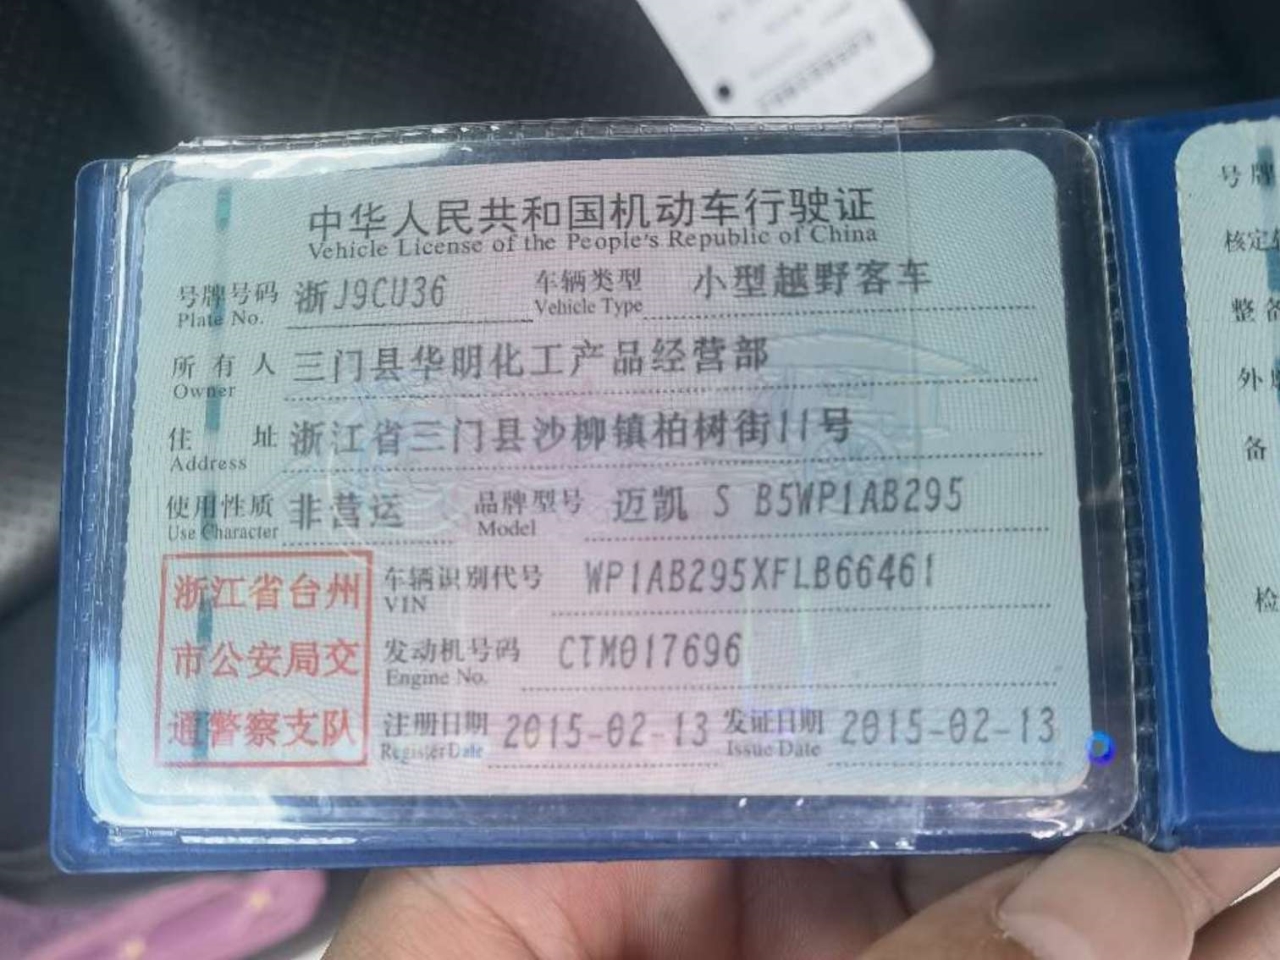 中华人民共和国机动车行驶证
Vehicle License of the People's Republic of China
号牌号码 浙J9CU36 车辆类型 小型越野客车
Plate No. Vehicle Type
所有人 三门县华明化工产品经营部
Owner
住址 浙江省三门县沙柳镇柏树街11号
Address
使用性质 非营运 品牌型号 迈凯 S B5WP1AB295
Use Character Model
浙江省台州
市公安局交
通警察支队
车辆识别代号 WP1AB295XFLB66461
VIN
发动机号码 CTM017696
Engine No.
注册日期 2015-02-13 发证日期 2015-02-13
Register Date Issue Date
号牌
核定
整备
外
备
检